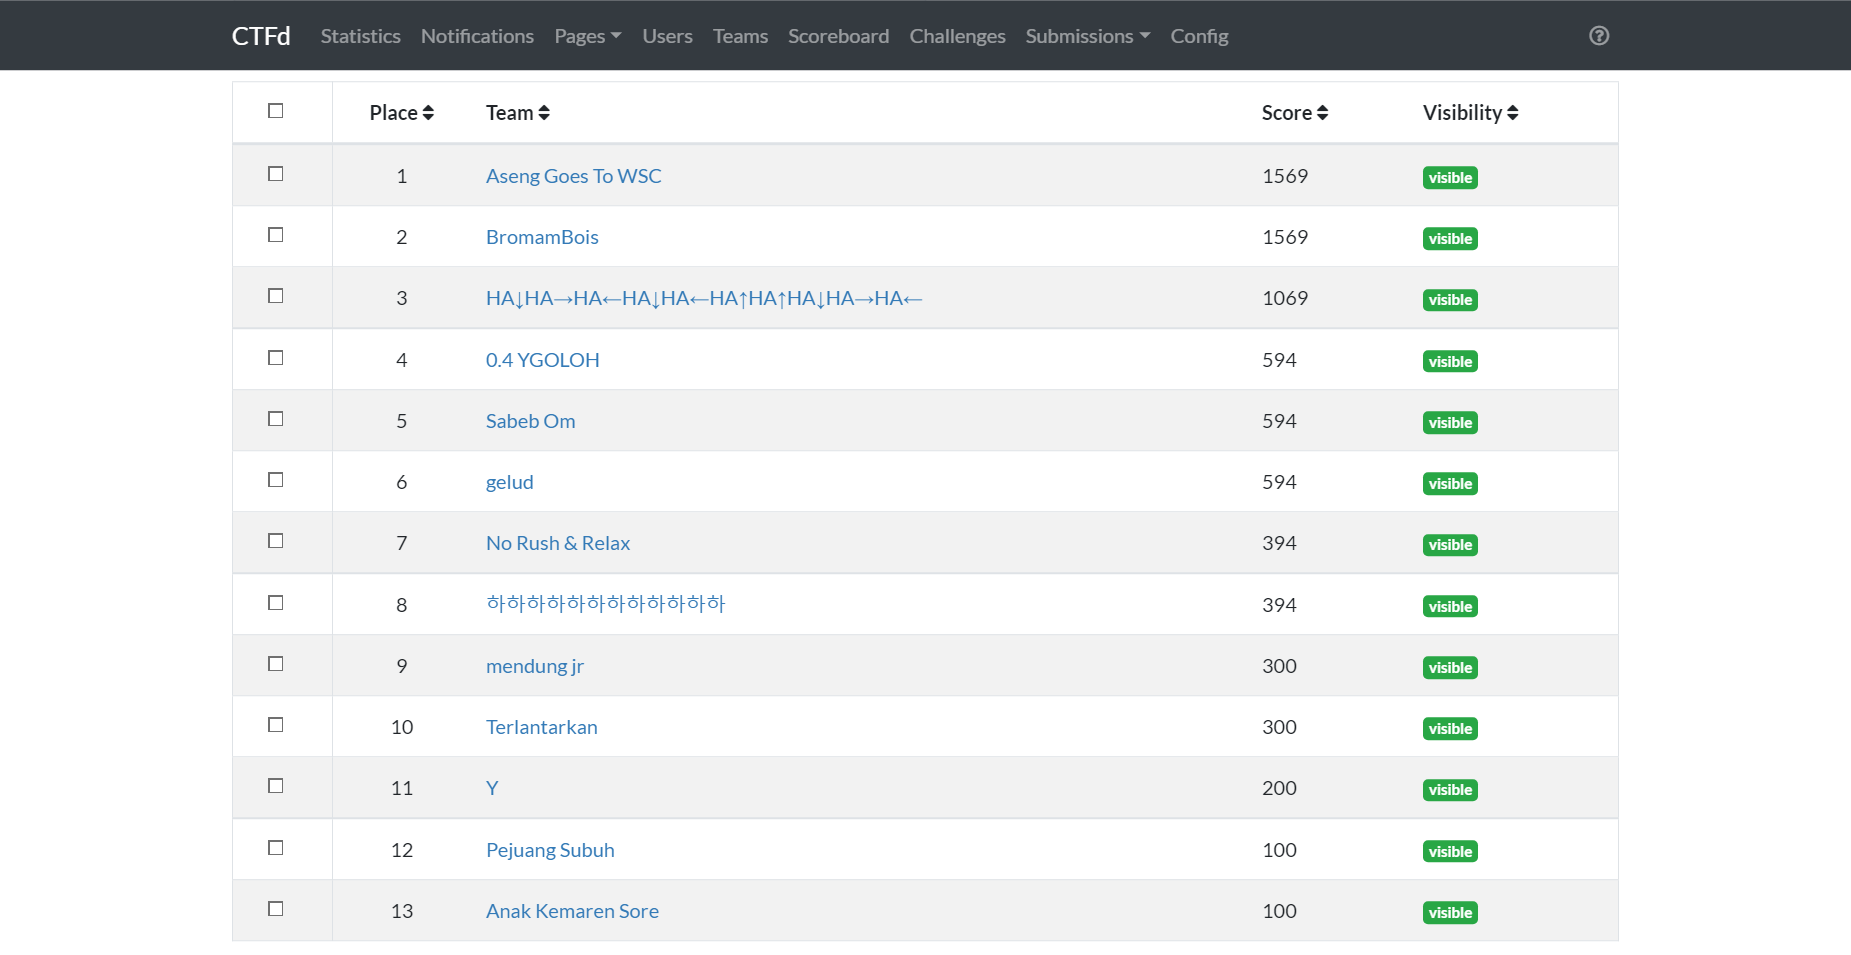 CTFd Statistics Notifications Pages Users Teams Scoreboard Challenges Submissions Config
Place Team Score Visibility
1 Aseng Goes To WSC 1569 visible
2 BromamBois 1569 visible
3 HA↓HA→HA←HA↓HA←HA↑HA↑HA↓HA→HA← 1069 visible
4 0.4 YGOLOH 594 visible
5 Sabeb Om 594 visible
6 gelud 594 visible
7 No Rush & Relax 394 visible
8 하하하하하하하하하하하하 394 visible
9 mendung jr 300 visible
10 Terlantarkan 300 visible
11 Y 200 visible
12 Pejuang Subuh 100 visible
13 Anak Kemaren Sore 100 visible